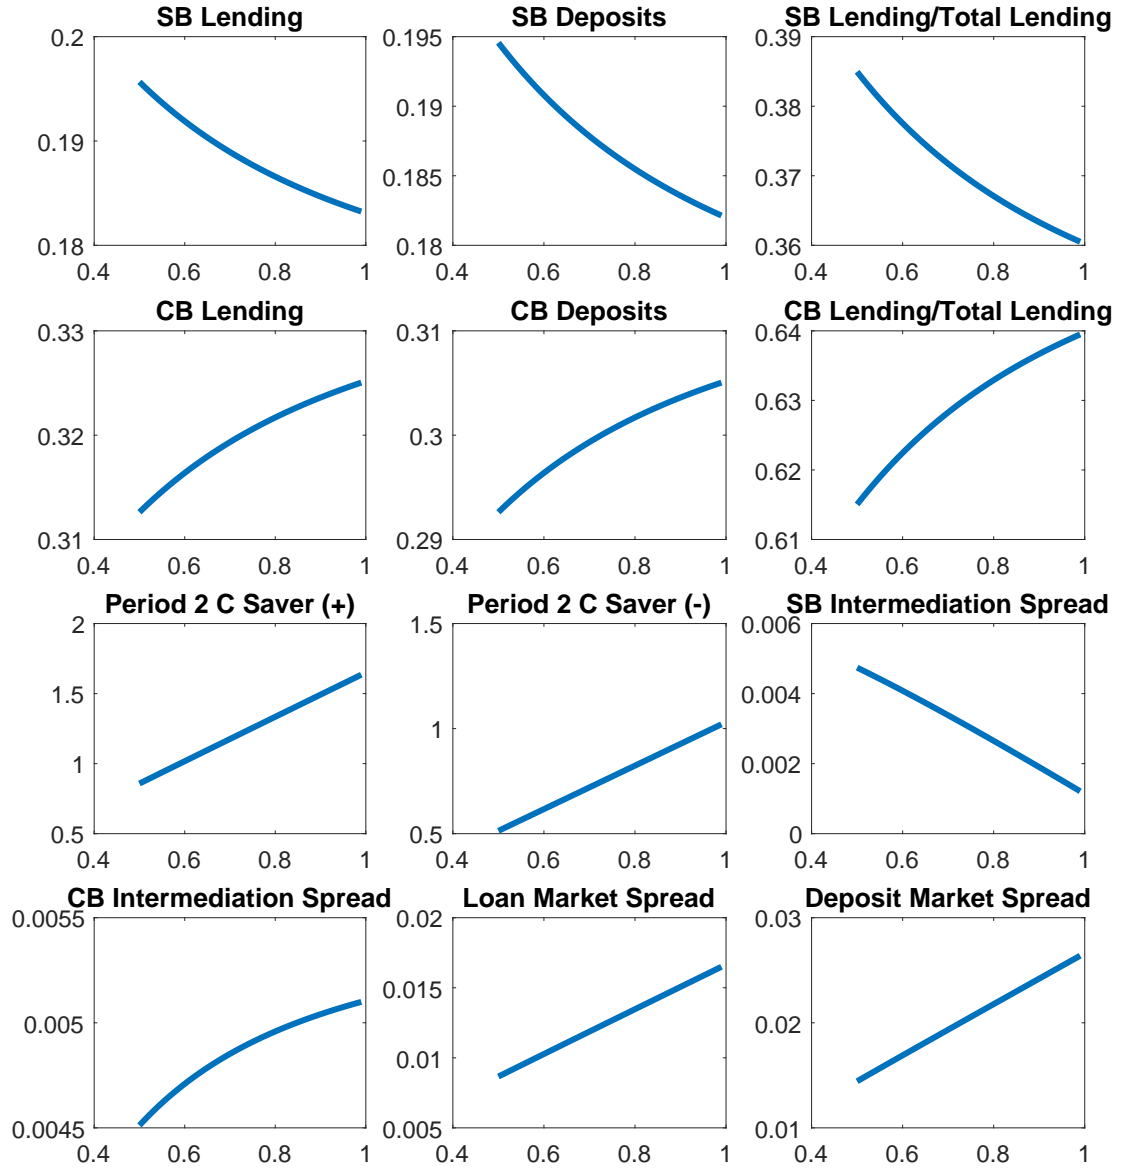 SB Lending
0.2
0.19
0.18
0.4 0.6 0.8 1
SB Deposits
0.195
0.19
0.185
0.18
0.4 0.6 0.8 1
SB Lending/Total Lending
0.39
0.38
0.37
0.36
0.4 0.6 0.8 1
CB Lending
0.33
0.32
0.31
0.4 0.6 0.8 1
CB Deposits
0.31
0.3
0.29
0.4 0.6 0.8 1
CB Lending/Total Lending
0.64
0.63
0.62
0.61
0.4 0.6 0.8 1
Period 2 C Saver (+)
2
1.5
1
0.5
0.4 0.6 0.8 1
Period 2 C Saver (-)
1.5
1
0.5
0.4 0.6 0.8 1
SB Intermediation Spread
0.006
0.004
0.002
0
0.4 0.6 0.8 1
CB Intermediation Spread
0.0055
0.005
0.0045
0.4 0.6 0.8 1
Loan Market Spread
0.02
0.015
0.01
0.005
0.4 0.6 0.8 1
Deposit Market Spread
0.03
0.02
0.01
0.4 0.6 0.8 1